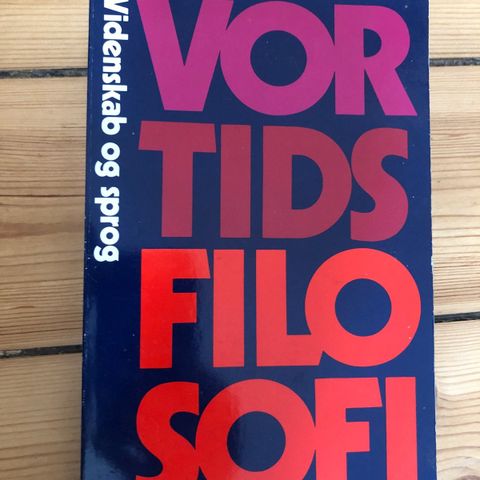 Videnskab og sprog
VOR
TIDS
FILO
SOFI